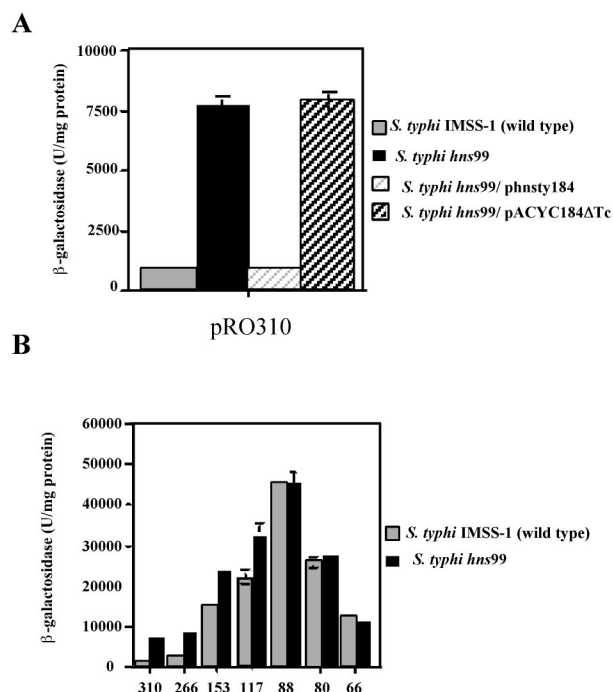 A
10000
7500
5000
2500
0
β-galactosidase (U/mg protein)
S. typhi IMSS-1 (wild type)
S. typhi hns99
S. typhi hns99/ phnsty184
S. typhi hns99/ pACYC184ΔTc
pRO310
B
60000
50000
40000
30000
20000
10000
0
β-galactosidase (U/mg protein)
S. typhi IMSS-1 (wild type)
S. typhi hns99
310 266 153 117 88 80 66